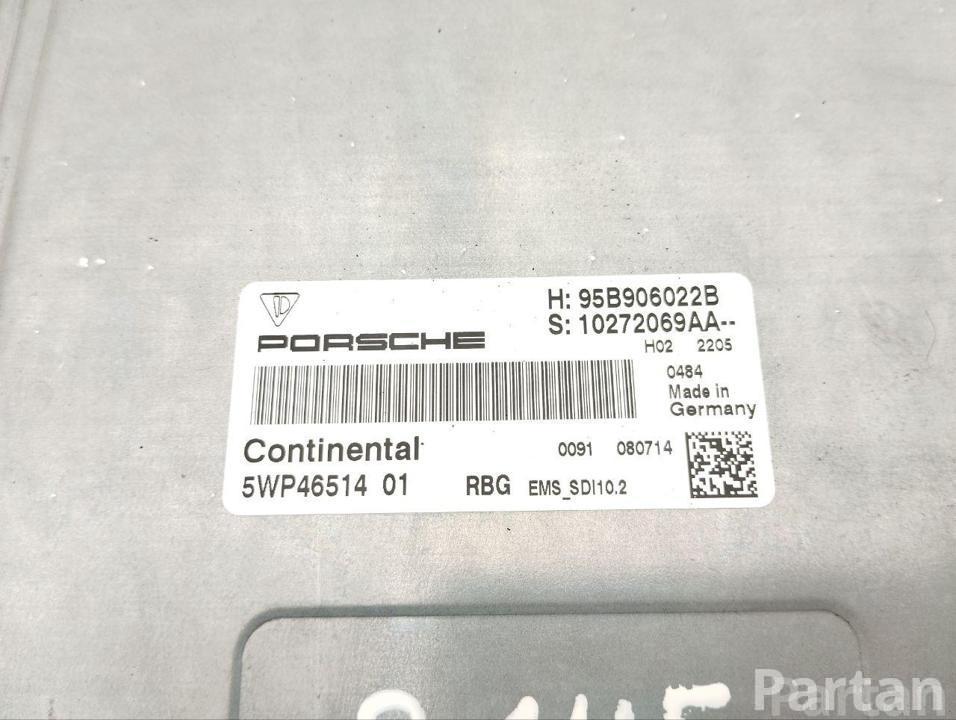 H: 95B906022B
PORSCHE
S: 10272069AA--
H02 2205
0484
Made in
Germany
Continental
0091 080714
5WP46514 01 RBG EMS_SDI10.2
Partan